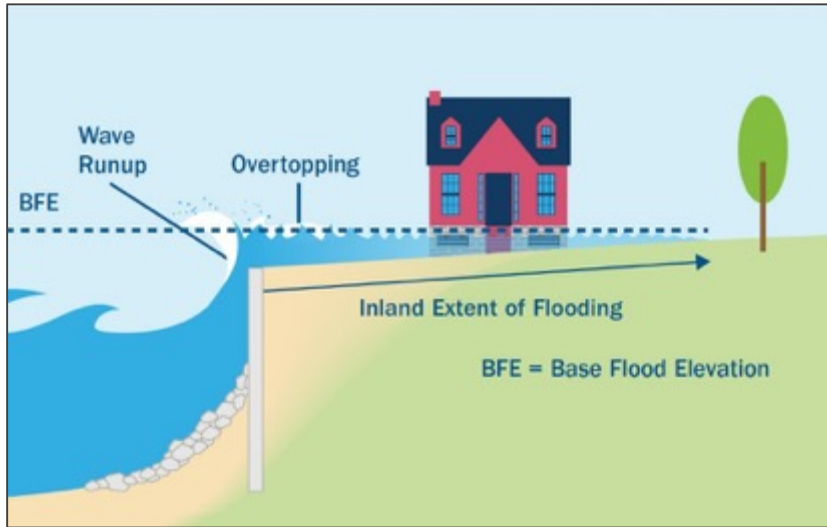 Wave
Runup
Overtopping
BFE
Inland Extent of Flooding
BFE = Base Flood Elevation